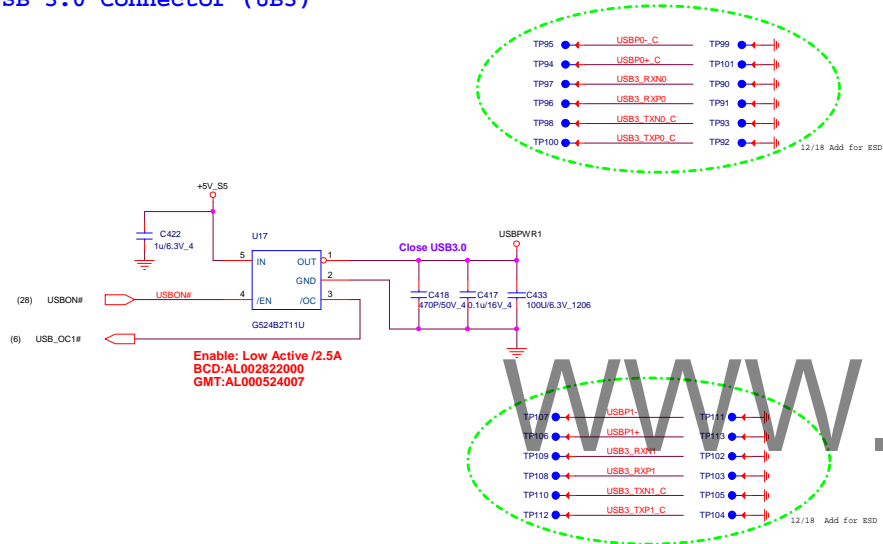 SB 3.0 Connector (UB3)
TP95 USBP0-_C TP99
TP94 USBP0+_C TP101
TP97 USB3_RXN0 TP90
TP96 USB3_RXP0 TP91
TP98 USB3_TXN0_C TP93
TP100 USB3_TXP0_C TP92
12/18 Add for ESD
+5V_S5
C422
1u/6.3V_4
U17
5 IN OUT 1
GND 2
4 /EN /OC 3
G524B2T11U
Close USB3.0
USBPWR1
C418
470P/50V_4
C417
0.1u/16V_4
C433
100U/6.3V_1206
(28) USBON# USBON#
(6) USB_OC1#
Enable: Low Active /2.5A
BCD:AL002822000
GMT:AL000524007
www.
TP107 USBP1- TP111
TP106 USBP1+ TP113
TP109 USB3_RXN1 TP102
TP108 USB3_RXP1 TP103
TP110 USB3_TXN1_C TP105
TP112 USB3_TXP1_C TP104
12/18 Add for ESD